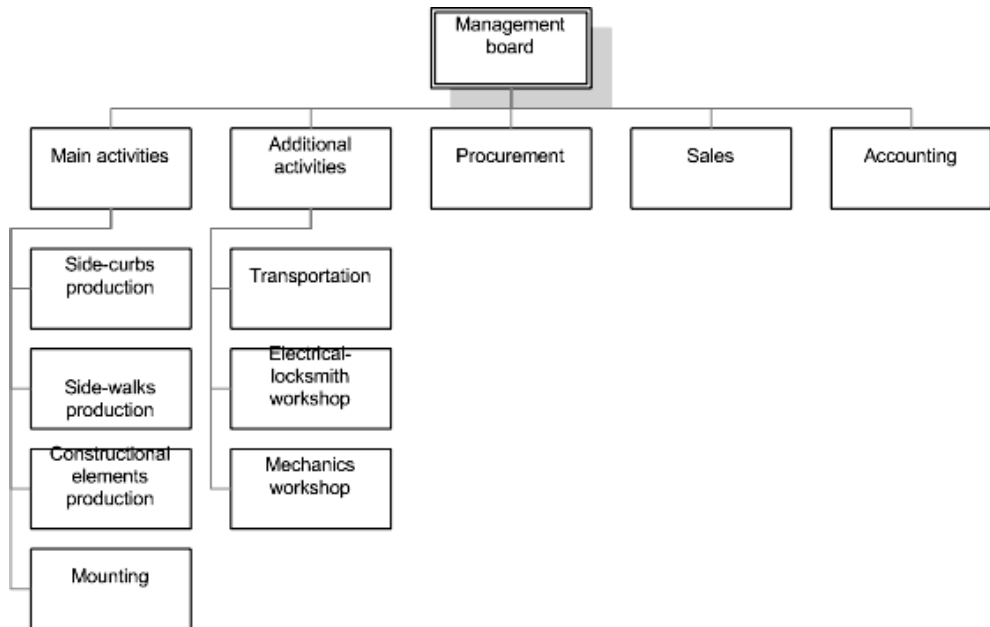 Management
board
Main activities
Additional
activities
Procurement
Sales
Accounting
Side-curbs
production
Transportation
Side-walks
production
Electrical-
locksmith
workshop
Constructional
elements
production
Mechanics
workshop
Mounting